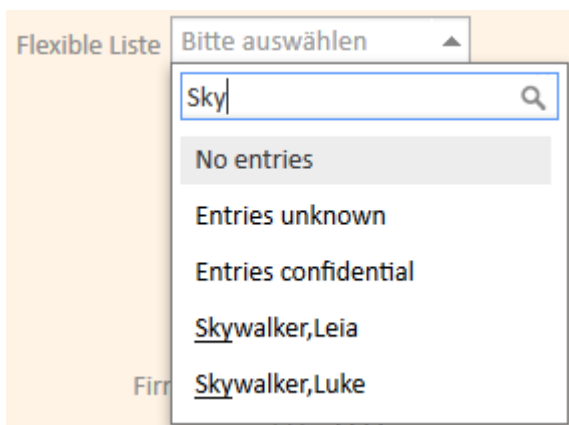 Flexible Liste Bitte auswählen
Sky
No entries
Entries unknown
Entries confidential
Skywalker,Leia
Skywalker,Luke